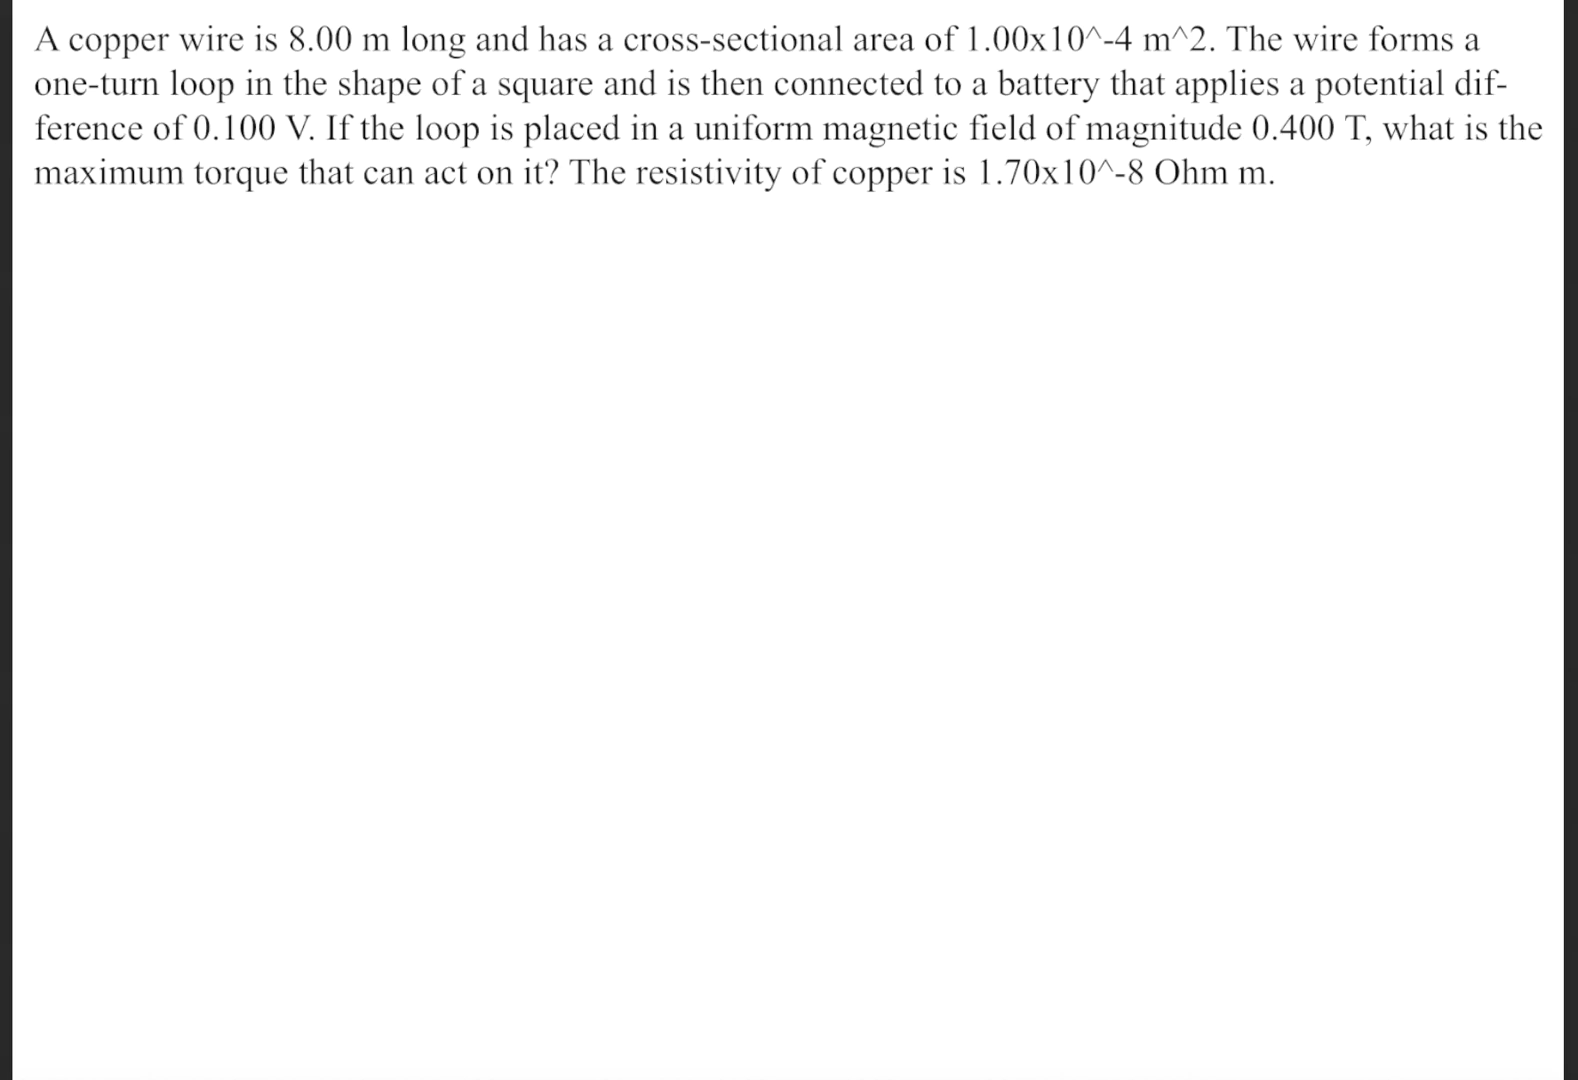 A copper wire is 8.00 m long and has a cross-sectional area of 1.00x10^-4 m^2. The wire forms a
one-turn loop in the shape of a square and is then connected to a battery that applies a potential dif-
ference of 0.100 V. If the loop is placed in a uniform magnetic field of magnitude 0.400 T, what is the
maximum torque that can act on it? The resistivity of copper is 1.70x10^-8 Ohm m.